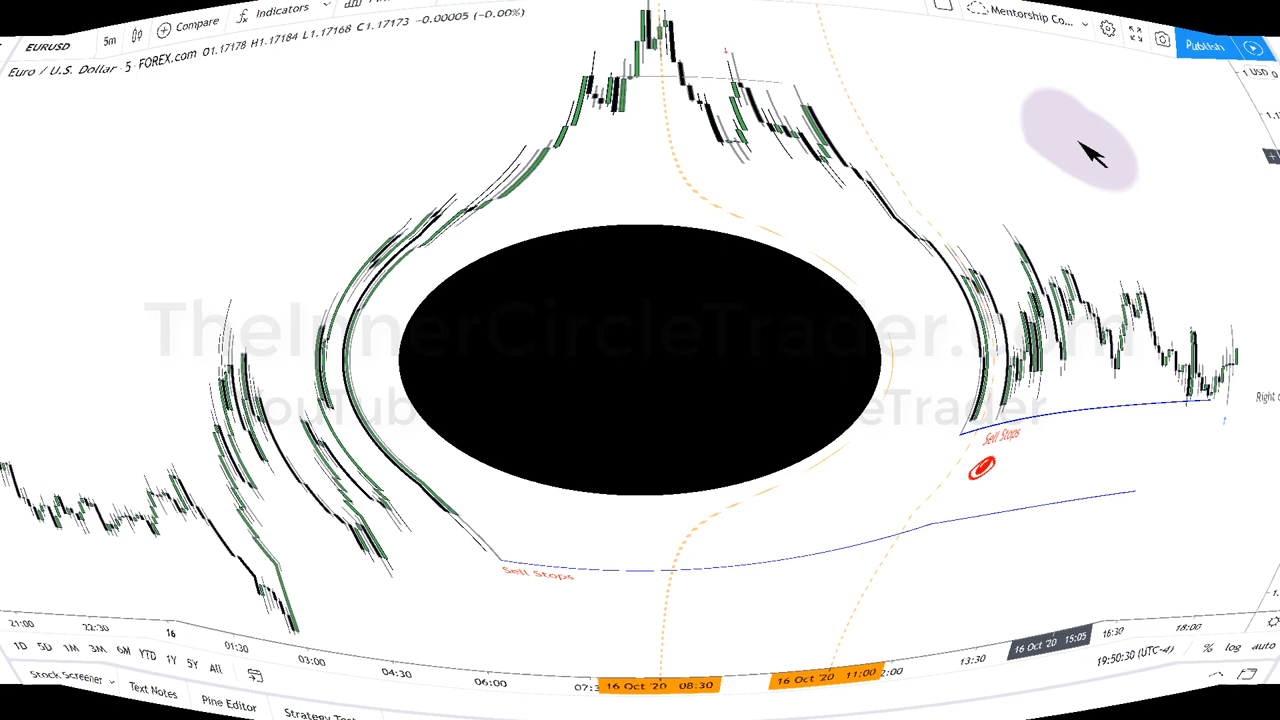 EURUSD 5m Compare Indicators Mentorship Co... Publish
Euro / U.S. Dollar · 5 · FOREX.com O1.17178 H1.17184 L1.17168 C1.17173 −0.00005 (−0.00%)
USD
TheInnerCircleTrader.com
Sell Stops
Sell Stops
21:00 22:30 16 01:30 03:00 04:30 06:00 16 Oct '20 08:30 16 Oct '20 11:00 13:30 16 Oct '20 15:05 16:30 18:00
1D 5D 1M 3M 6M YTD 1Y 5Y All 19:50:30 (UTC-4) % log auto
Stock Screener Text Notes Pine Editor